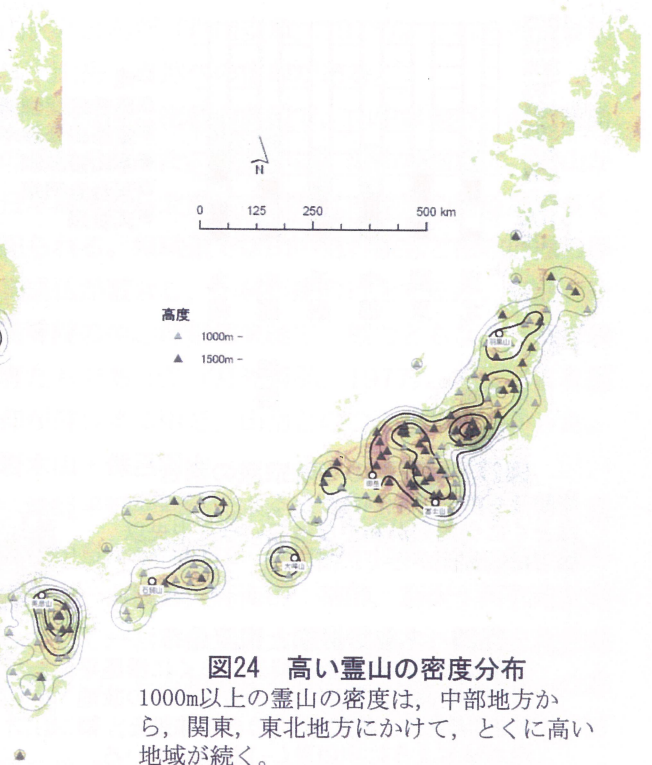 N
0 125 250 500 km
高度
1000m -
1500m -
羽黒山
御岳
富士山
大峰山
石鎚山
英彦山
図24 高い霊山の密度分布
1000m以上の霊山の密度は，中部地方か
ら，関東，東北地方にかけて，とくに高い
地域が続く。